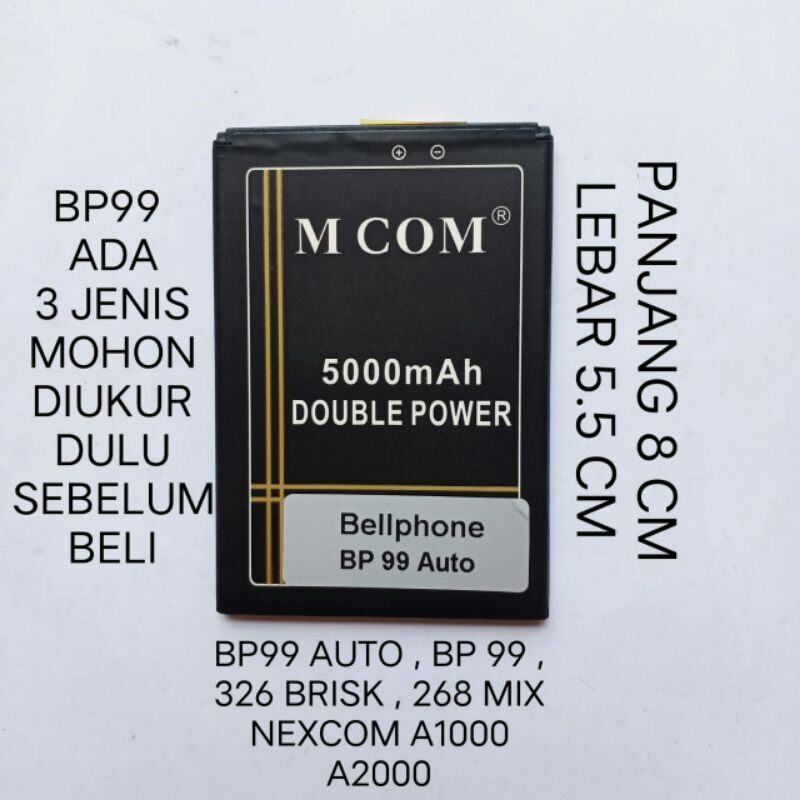 BP99
ADA
3 JENIS
MOHON
DIUKUR
DULU
SEBELUM
BELI
M COM®
5000mAh
DOUBLE POWER
Bellphone
BP 99 Auto
PANJANG 8 CM
LEBAR 5.5 CM
BP99 AUTO , BP 99 ,
326 BRISK , 268 MIX
NEXCOM A1000
A2000